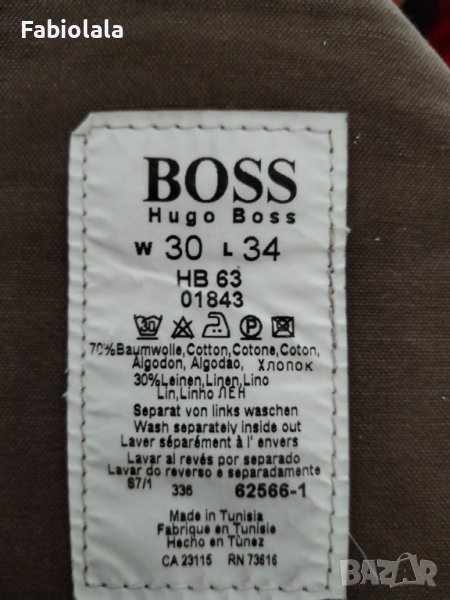 Fabiolala
BOSS
Hugo Boss
W 30 L 34
HB 63
01843
30 P
70%Baumwolle,Cotton,Cotone,Coton,
Algodon, Algodao, Хлопок
30%Leinen,Linen,Lino
Lin,Linho ЛЕН
Separat von links waschen
Wash separately inside out
Laver séparément à l' envers
Lavar al revés por separado
Lavar do reverso e separadamente
S7/1 336 62566-1
Made in Tunisia
Fabrique en Tunisie
Hecho en Túnez
CA 23115 RN 73616
BAZAR